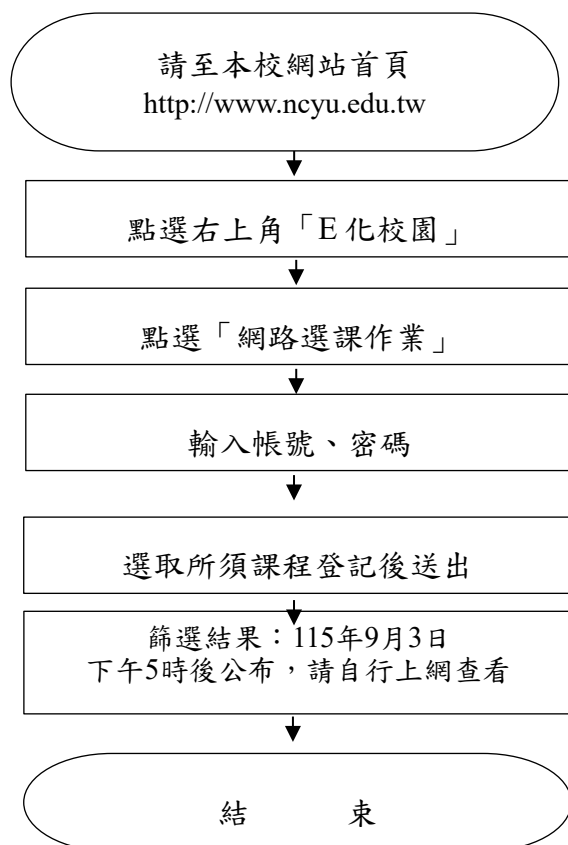 請至本校網站首頁
http://www.ncyu.edu.tw
點選右上角「E化校園」
點選「網路選課作業」
輸入帳號、密碼
選取所須課程登記後送出
篩選結果：115年9月3日
下午5時後公布，請自行上網查看
結 束